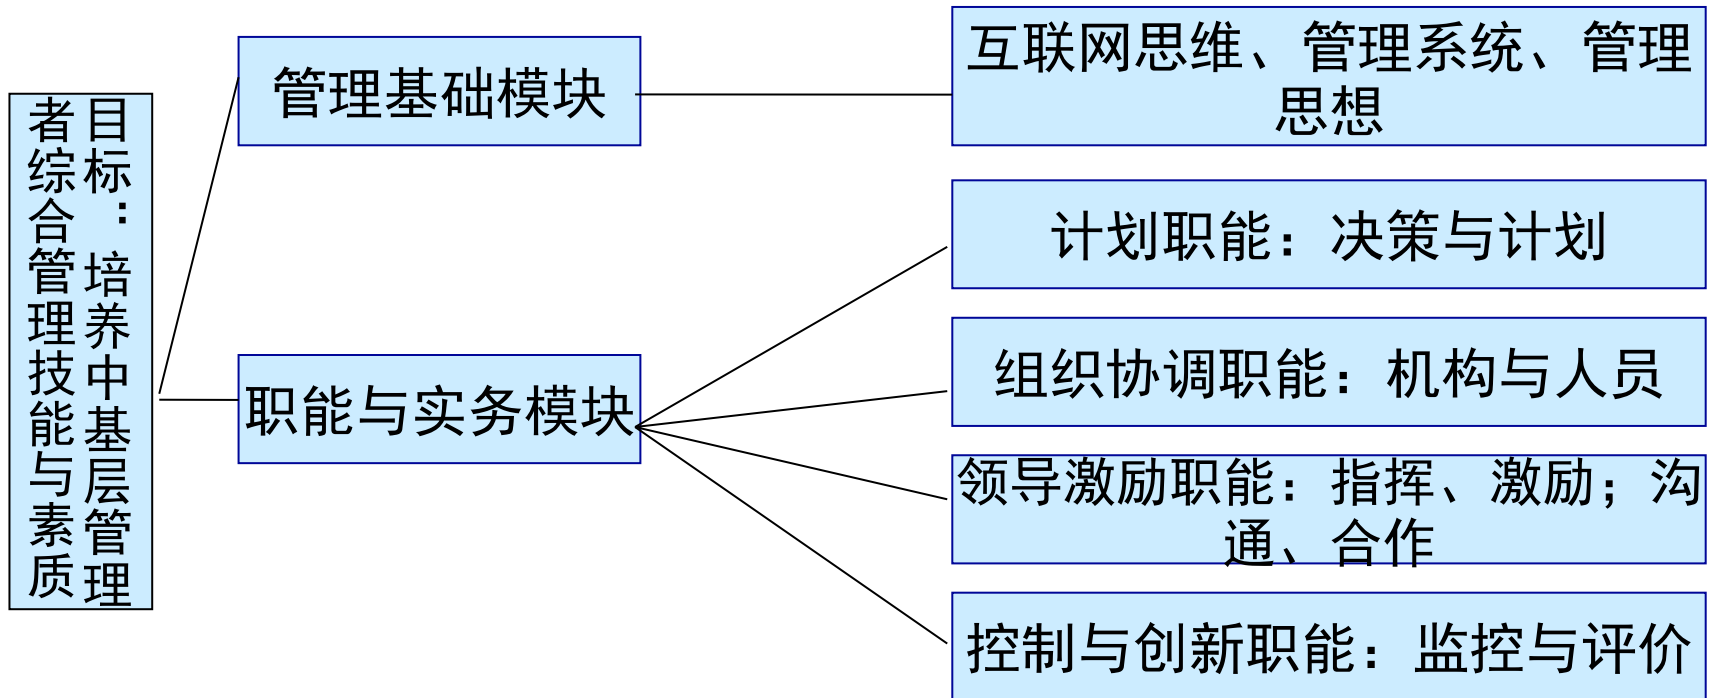 目标：培养中基层管理
者综合管理技能与素质
管理基础模块
互联网思维、管理系统、管理
思想
职能与实务模块
计划职能：决策与计划
组织协调职能：机构与人员
领导激励职能：指挥、激励；沟
通、合作
控制与创新职能：监控与评价